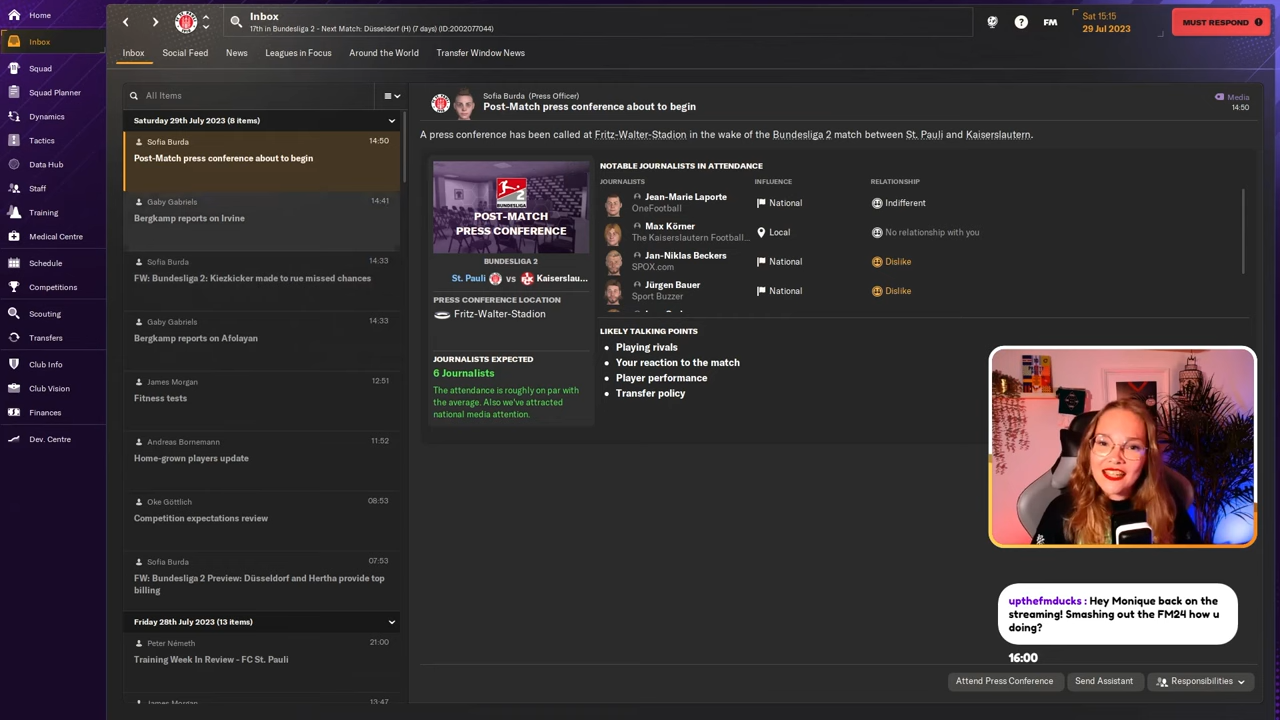 Home
Inbox
Squad
Squad Planner
Dynamics
Tactics
Data Hub
Staff
Training
Medical Centre
Schedule
Competitions
Scouting
Transfers
Club Info
Club Vision
Finances
Dev. Centre
Inbox
17th in Bundesliga 2 - Next Match: Düsseldorf (H) (7 days) (ID:2002077044)
FM
Sat 15:15
29 Jul 2023
MUST RESPOND
Inbox
Social Feed
News
Leagues in Focus
Around the World
Transfer Window News
All Items
Saturday 29th July 2023 (8 items)
Sofia Burda 14:50
Post-Match press conference about to begin
Gaby Gabriels 14:41
Bergkamp reports on Irvine
Sofia Burda 14:33
FW: Bundesliga 2: Kiezkicker made to rue missed chances
Gaby Gabriels 14:33
Bergkamp reports on Afolayan
James Morgan 12:51
Fitness tests
Andreas Bornemann 11:52
Home-grown players update
Oke Göttlich 08:53
Competition expectations review
Sofia Burda 07:53
FW: Bundesliga 2 Preview: Düsseldorf and Hertha provide top
billing
Friday 28th July 2023 (13 items)
Peter Németh 21:00
Training Week In Review - FC St. Pauli
James Morgan 13:47
Sofia Burda (Press Officer)
Post-Match press conference about to begin
Media
14:50
A press conference has been called at Fritz-Walter-Stadion in the wake of the Bundesliga 2 match between St. Pauli and Kaiserslautern.
POST-MATCH
PRESS CONFERENCE
BUNDESLIGA 2
St. Pauli vs Kaiserslau...
PRESS CONFERENCE LOCATION
Fritz-Walter-Stadion
JOURNALISTS EXPECTED
6 Journalists
The attendance is roughly on par with
the average. Also we've attracted
national media attention.
NOTABLE JOURNALISTS IN ATTENDANCE
JOURNALISTS INFLUENCE RELATIONSHIP
Jean-Marie Laporte
OneFootball
National
Indifferent
Max Körner
The Kaiserslautern Football...
Local
No relationship with you
Jan-Niklas Beckers
SPOX.com
National
Dislike
Jürgen Bauer
Sport Buzzer
National
Dislike
LIKELY TALKING POINTS
Playing rivals
Your reaction to the match
Player performance
Transfer policy
upthefmducks : Hey Monique back on the
streaming! Smashing out the FM24 how u
doing?
16:00
Attend Press Conference
Send Assistant
Responsibilities